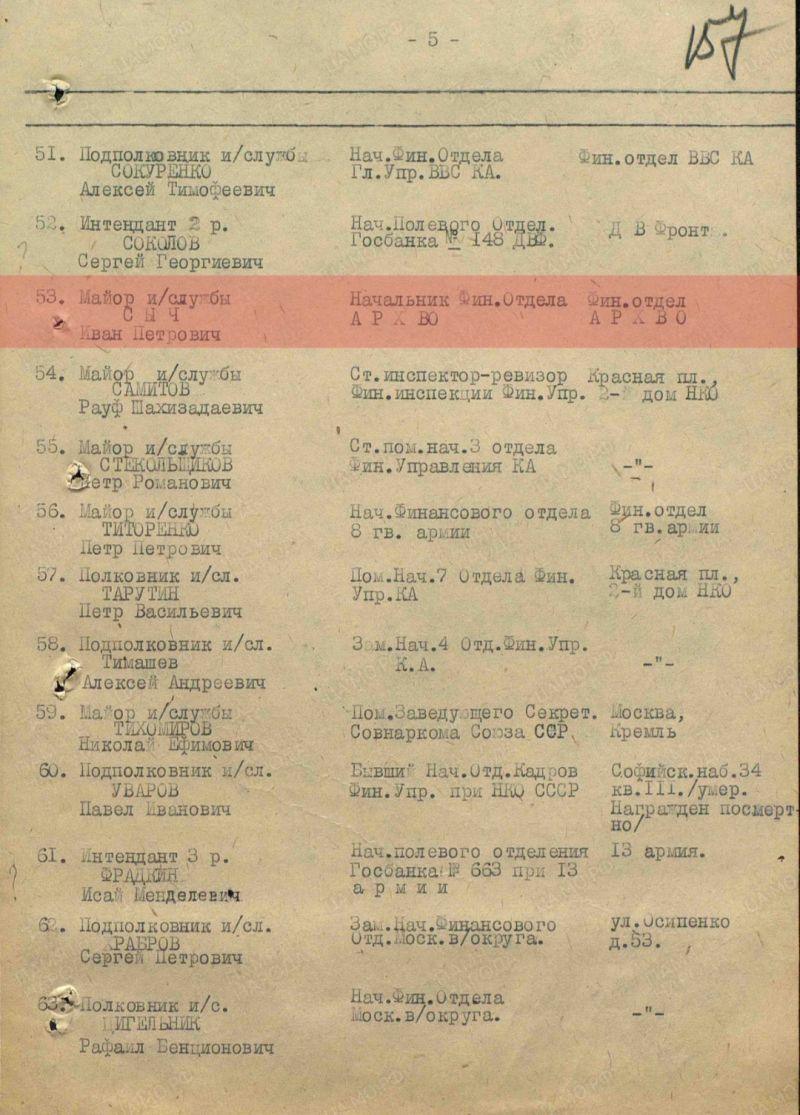 - 5 -
157
51. Подполковник и/службы Нач.Фин.Отдела Фин.отдел ВВС КА
СОКУРЕНКО Гл.Упр.ВВС КА.
Алексей Тимофеевич
52. Интендант 2 р. Нач.Полевого Отдел. Д В Фронт.
СОКОЛОВ Госбанка № 148 ДВФ.
Сергей Георгиевич
53. Майор и/службы Начальник Фин.Отдела Фин.отдел
С Ы Ч А Р Х ВО А Р Х В О
Иван Петрович
54. Майор и/службы Ст.инспектор-ревизор Красная пл.,
САМИТОВ Фин.инспекции Фин.Упр. 2-й дом НКО
Рауф Шахизадаевич
55. Майор и/службы Ст.пом.нач.3 отдела
СТЕКОЛЬЩИКОВ Фин.Управления КА -"-
Петр Романович
56. Майор и/службы Нач.Финансового отдела Фин.отдел
ТИТОРЕНКО 8 гв. армии 8 гв.армии
Петр Петрович
57. Полковник и/сл. Пом.Нач.7 Отдела Фин. Красная пл.,
ТАРУТИН Упр.КА 2-й дом НКО
Петр Васильевич
58. Подполковник и/сл. Зам.Нач.4 Отд.Фин.Упр.
Тимашев К.А. -"-
Алексей Андреевич
59. Майор и/службы Пом.Заведующего Секрет. Москва,
ТИХОМИРОВ Совнаркома Союза ССР. Кремль
Николай Ефимович
60. Подполковник и/сл. Бывший Нач.Отд.Кадров Софийск.наб.34
УВАРОВ Фин.Упр. при НКО СССР кв.III./умер.
Павел Иванович Награжден посмерт-
но/
61. Интендант 3 р. Нач.полевого отделения 13 армия.
ФРАДКИН Госбанка № 663 при 13
Исай Менделевич а р м и и
62. Подполковник и/сл. Зам.Нач.Финансового ул.Осипенко
Отд.Моск.в/округа. д.53.
Сергей Петрович
63. Полковник и/с. Нач.Фин.Отдела
ЦИГЕЛЬНИК Моск.в/округа. -"-
Рафаил Бенционович